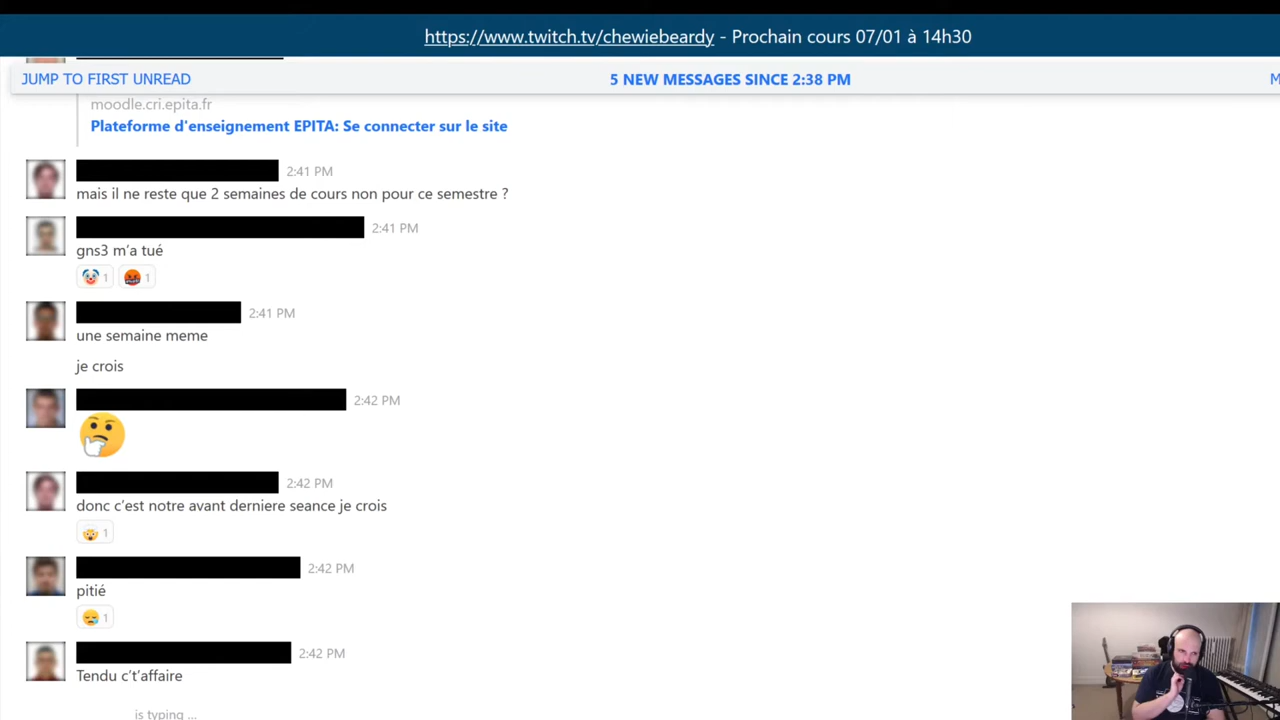 https://www.twitch.tv/chewiebeardy - Prochain cours 07/01 à 14h30
JUMP TO FIRST UNREAD
5 NEW MESSAGES SINCE 2:38 PM
M
moodle.cri.epita.fr
Plateforme d'enseignement EPITA: Se connecter sur le site
2:41 PM
mais il ne reste que 2 semaines de cours non pour ce semestre ?
2:41 PM
gns3 m'a tué
1 1
2:41 PM
une semaine meme
je crois
2:42 PM
2:42 PM
donc c'est notre avant derniere seance je crois
1
2:42 PM
pitié
1
2:42 PM
Tendu c't'affaire
is typing ...